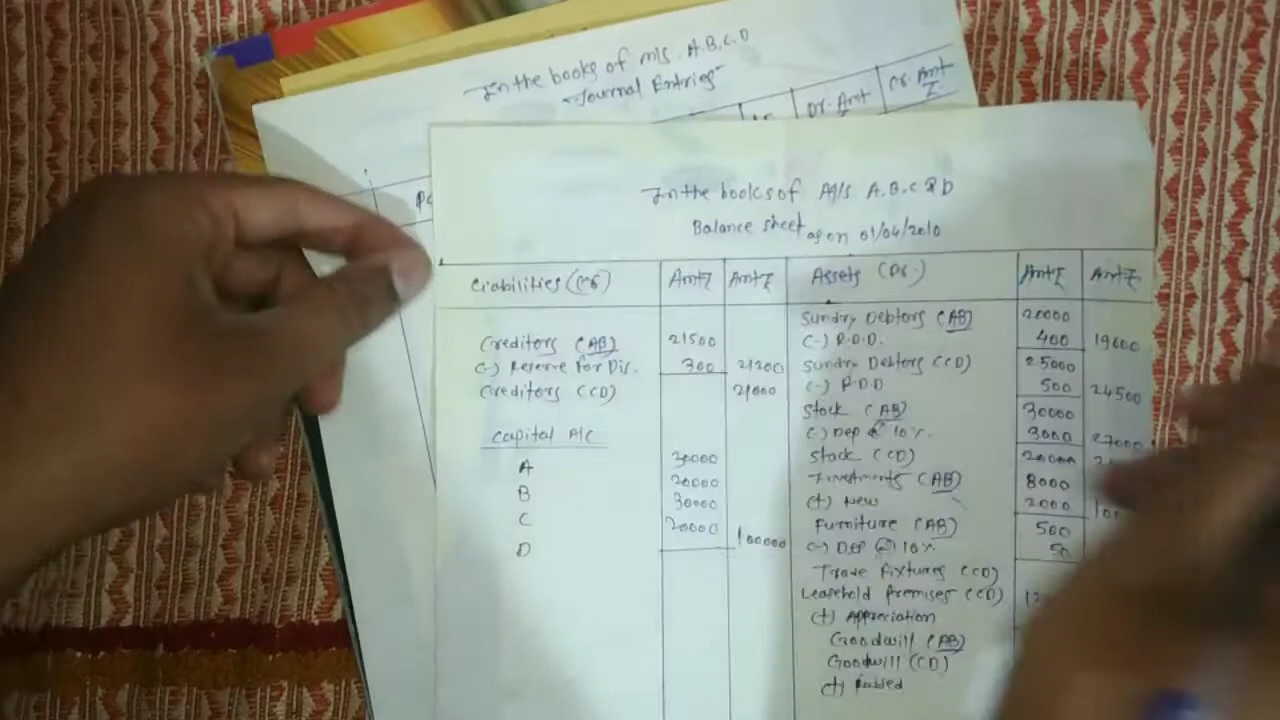 In the books of m/s. A.B.C.D
Journal Entries
Dr. Amt
Cr. Amt
In the books of M/s. A.B.C & D
Balance sheet as on 01/04/2010
Liabilities (Cr) Amt₹ Amt₹ Assets (Dr.) Amt₹ Amt₹
Sundry Debtors (AB) 20000
Creditors (AB) 21500 (-) R.D.D. 400 19600
(-) Reserve for Dis. 300 21200 Sundry Debtors (CD) 25000
Creditors (CD) 21000 (-) R.D.D 500 24500
Stock (AB) 30000
Capital A/C (-) Dep @ 10%. 3000 27000
A 30000 Stock (CD) 20000
B 20000 Investments (AB) 8000
C 30000 (+) New 2000
D 20000 100000 Furniture (AB) 500
(-) Dep @ 10%. 50
Trade Fixtures (CD)
Leasehold Premises (CD)
(+) Appreciation
Goodwill (AB)
Goodwill (CD)
(+) Raised